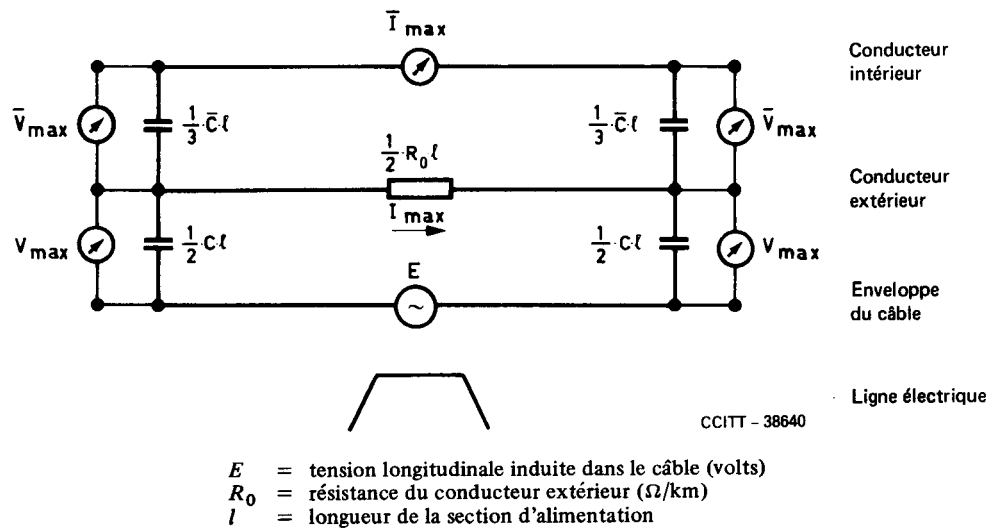 Ī max
Conducteur
intérieur
V̄max
1/3·C̄·ℓ
1/3·C̄·ℓ
V̄max
1/2·R₀ℓ
Conducteur
extérieur
I max
Vmax
1/2·C·ℓ
1/2·C·ℓ
Vmax
E
~
Enveloppe
du câble
Ligne électrique
CCITT – 38640
E = tension longitudinale induite dans le câble (volts)
R₀ = résistance du conducteur extérieur (Ω/km)
l = longueur de la section d'alimentation